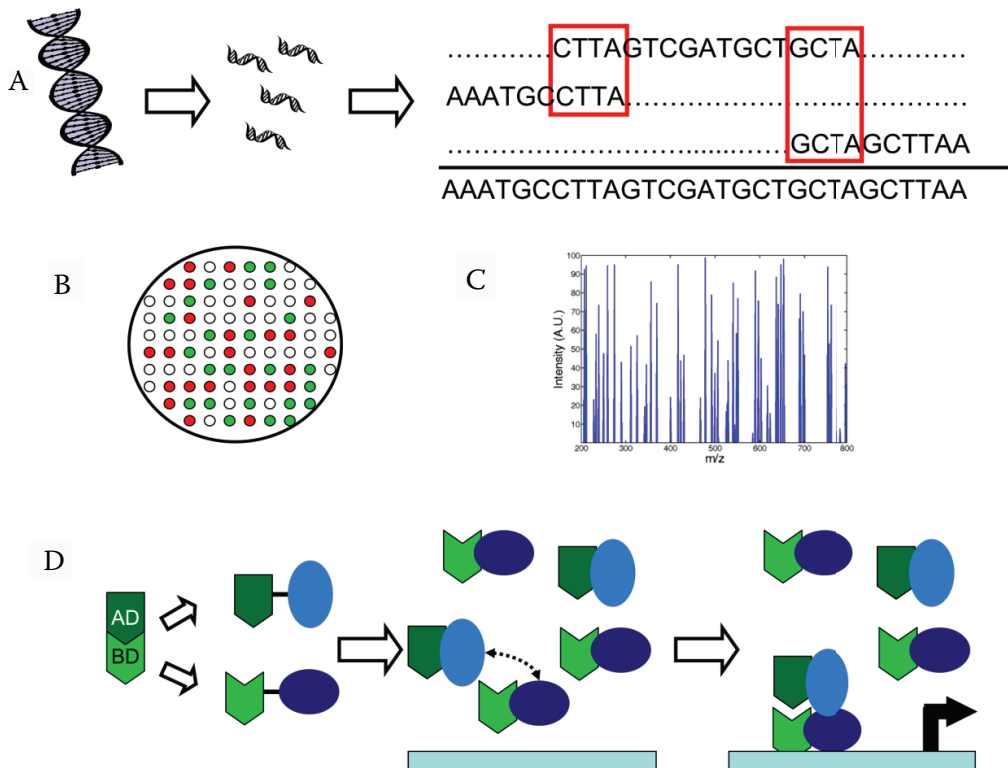 A
............CTTAGTCGATGCTGCTA............
AAATGCCTTA......................................
......................................GCTAGCTTAA
AAATGCCTTAGTCGATGCTGCTAGCTTAA
B
C
100
90
80
70
60
50
40
30
20
10
Intensity (A.U.)
200 300 400 500 600 700 800
m/z
D
AD
BD